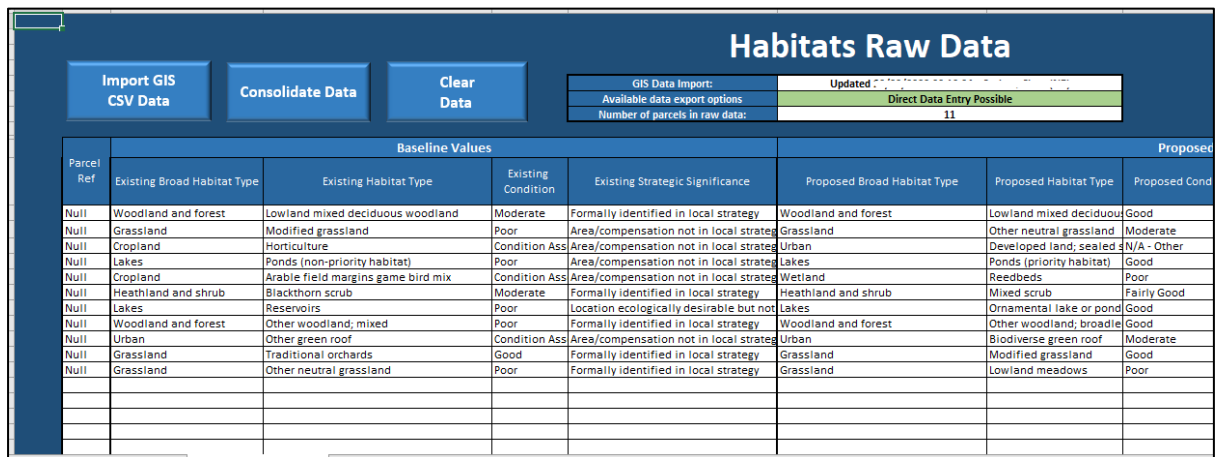 Habitats Raw Data
Import GIS
CSV Data
Consolidate Data
Clear
Data
GIS Data Import: Updated
Available data export options Direct Data Entry Possible
Number of parcels in raw data: 11
Baseline Values Proposed
Parcel
Ref Existing Broad Habitat Type Existing Habitat Type Existing
Condition Existing Strategic Significance Proposed Broad Habitat Type Proposed Habitat Type Proposed Cond
Null Woodland and forest Lowland mixed deciduous woodland Moderate Formally identified in local strategy Woodland and forest Lowland mixed deciduous Good
Null Grassland Modified grassland Poor Area/compensation not in local strateg Grassland Other neutral grassland Moderate
Null Cropland Horticulture Condition Ass Area/compensation not in local strateg Urban Developed land; sealed s N/A - Other
Null Lakes Ponds (non-priority habitat) Poor Area/compensation not in local strateg Lakes Ponds (priority habitat) Good
Null Cropland Arable field margins game bird mix Condition Ass Area/compensation not in local strateg Wetland Reedbeds Poor
Null Heathland and shrub Blackthorn scrub Moderate Formally identified in local strategy Heathland and shrub Mixed scrub Fairly Good
Null Lakes Reservoirs Poor Location ecologically desirable but not Lakes Ornamental lake or pond Good
Null Woodland and forest Other woodland; mixed Poor Formally identified in local strategy Woodland and forest Other woodland; broadle Good
Null Urban Other green roof Condition Ass Area/compensation not in local strateg Urban Biodiverse green roof Moderate
Null Grassland Traditional orchards Good Formally identified in local strategy Grassland Modified grassland Good
Null Grassland Other neutral grassland Poor Formally identified in local strategy Grassland Lowland meadows Poor